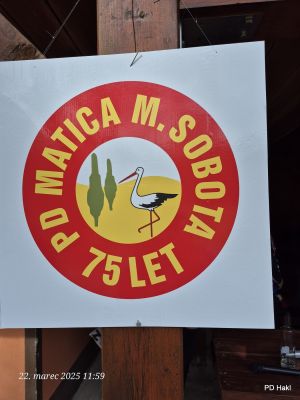 PD MATICA M. SOBOTA
75 LET
22. marec 2025 11:59
PD Hakl